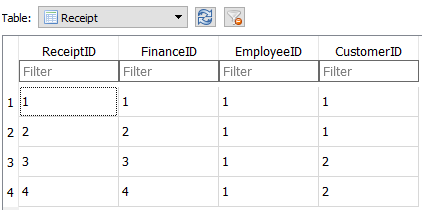 Table: Receipt
ReceiptID FinanceID EmployeeID CustomerID
Filter Filter Filter Filter
1 1 1 1 1
2 2 2 1 1
3 3 3 1 2
4 4 4 1 2